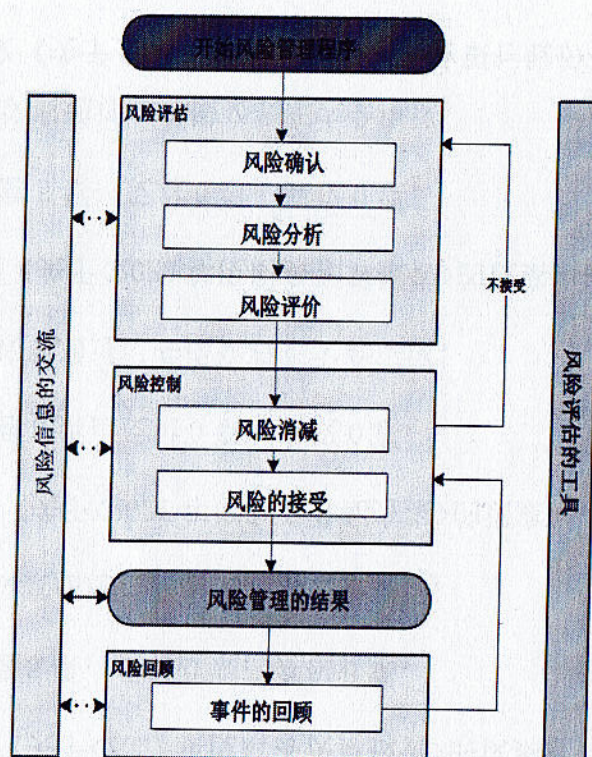 开始风险管理程序
风险评估
风险确认
风险分析
风险评价
不接受
风险信息的交流
风险评估的工具
风险控制
风险消减
风险的接受
风险管理的结果
风险回顾
事件的回顾